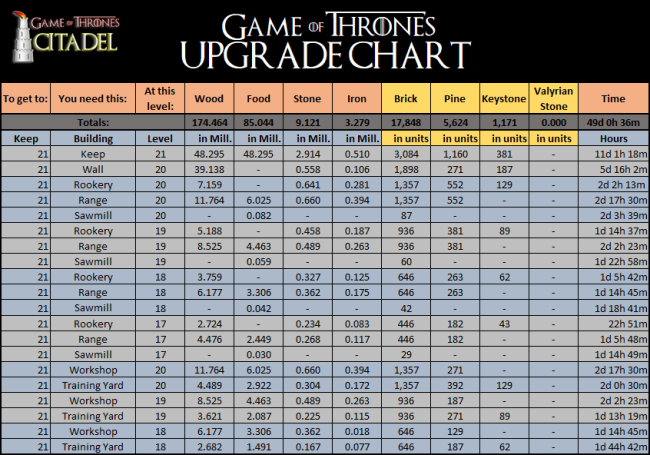 GAME OF THRONES
CITADEL
GAME OF THRONES
UPGRADE CHART
To get to: You need this: At this level: Wood Food Stone Iron Brick Pine Keystone Valyrian Stone Time
Totals: 174.464 85.044 9.121 3.279 17,848 5,624 1,171 0.000 49d 0h 36m
Keep Building Level in Mill. in Mill. in Mill. in Mill. in units in units in units in units Hours
21 Keep 21 48.295 48.295 2.914 0.510 3,084 1,160 381 - 11d 1h 18m
21 Wall 20 39.138 - 0.558 0.106 1,898 271 187 - 5d 16h 2m
21 Rookery 20 7.159 - 0.641 0.281 1,357 552 129 - 2d 2h 13m
21 Range 20 11.764 6.025 0.660 0.394 1,357 552 - - 2d 17h 30m
21 Sawmill 20 - 0.082 - - 87 - - - 2d 3h 39m
21 Rookery 19 5.188 - 0.458 0.187 936 381 89 - 1d 14h 37m
21 Range 19 8.525 4.463 0.489 0.263 936 381 - - 2d 2h 23m
21 Sawmill 19 - 0.059 - - 60 - - - 1d 22h 58m
21 Rookery 18 3.759 - 0.327 0.125 646 263 62 - 1d 5h 42m
21 Range 18 6.177 3.306 0.362 0.175 646 263 - - 1d 14h 45m
21 Sawmill 18 - 0.042 - - 42 - - - 1d 18h 41m
21 Rookery 17 2.724 - 0.234 0.083 446 182 43 - 22h 51m
21 Range 17 4.476 2.449 0.268 0.117 446 182 - - 1d 5h 48m
21 Sawmill 17 - 0.030 - - 29 - - - 1d 14h 49m
21 Workshop 20 11.764 6.025 0.660 0.394 1,357 271 - - 2d 17h 30m
21 Training Yard 20 4.489 2.922 0.304 0.172 1,357 392 129 - 2d 0h 30m
21 Workshop 19 8.525 4.463 0.489 0.263 936 187 - - 2d 2h 23m
21 Training Yard 19 3.621 2.087 0.225 0.115 936 271 89 - 1d 13h 19m
21 Workshop 18 6.177 3.306 0.362 0.018 646 129 - - 1d 14h 45m
21 Training Yard 18 2.682 1.491 0.167 0.077 646 187 62 - 1d 44h 42m